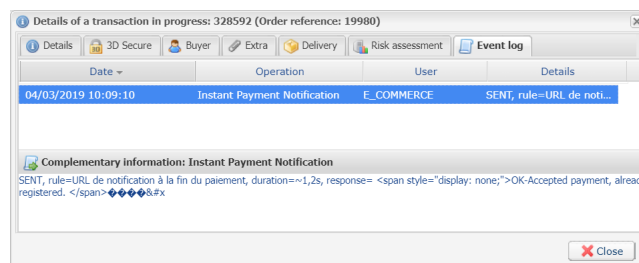 Details of a transaction in progress: 328592 (Order reference: 19980)
Details 3D Secure Buyer Extra Delivery Risk assessment Event log
Date Operation User Details
04/03/2019 10:09:10 Instant Payment Notification E_COMMERCE SENT, rule=URL de noti...
Complementary information: Instant Payment Notification
SENT, rule=URL de notification à la fin du paiement, duration=~1,2s, response= <span style="display: none;">OK-Accepted payment, alrea
registered. </span>����&#x
Close